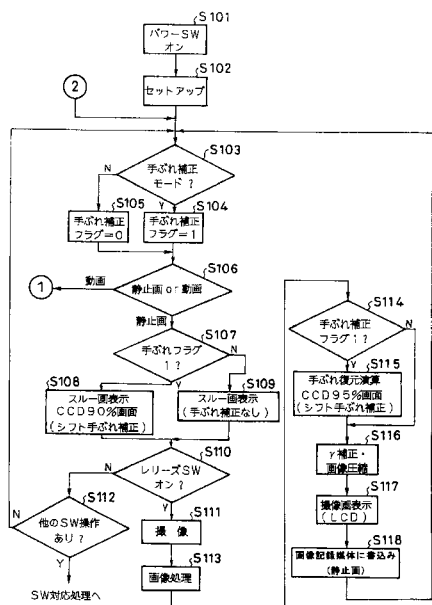 S101
パワーSW
オン
S102
セットアップ
2
S103
手ぶれ補正
モード?
N
Y
S105
手ぶれ補正
フラグ=0
S104
手ぶれ補正
フラグ=1
S106
静止画or動画
動画
1
静止画
S107
手ぶれフラグ
1?
N
Y
S108
スルー画表示
CCD90%画面
(シフト手ぶれ補正)
S109
スルー画表示
(手ぶれ補正なし)
S110
レリーズSW
オン?
N
Y
S112
他のSW操作
あり?
N
Y
SW対応処理へ
S111
撮像
S113
画像処理
S114
手ぶれ補正
フラグ1?
N
Y
S115
手ぶれ復元演算
CCD95%画面
(シフト手ぶれ補正)
S116
γ補正・
画像圧縮
S117
撮像画表示
(LCD)
S118
画像記録媒体に書込み
(静止画)